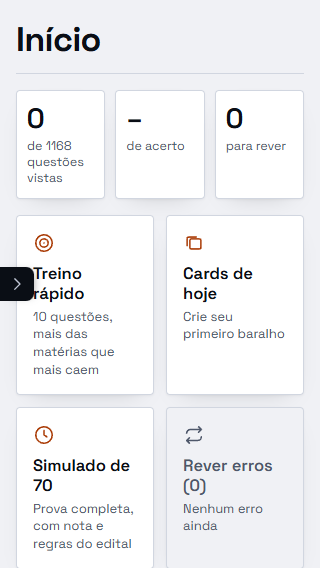 Início
0
de 1168
questões
vistas
–
de acerto
0
para rever
Treino
rápido
10 questões,
mais das
matérias que
mais caem
Cards de
hoje
Crie seu
primeiro baralho
Simulado de
70
Prova completa,
com nota e
regras do edital
Rever erros
(0)
Nenhum erro
ainda